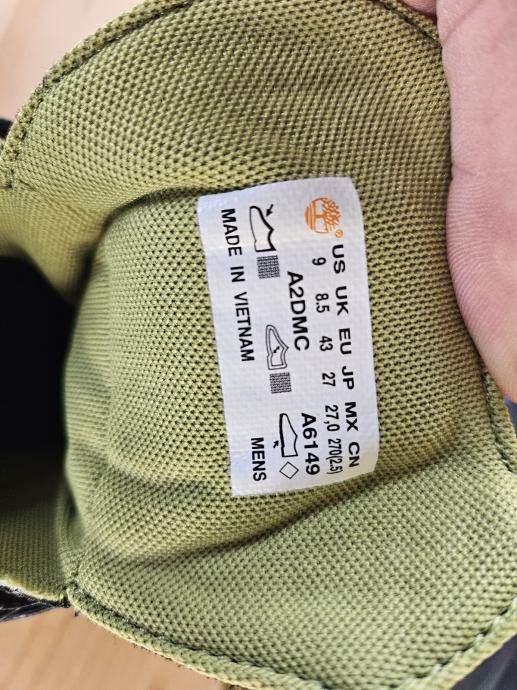 ®
US UK EU JP MX CN
9 8.5 43 27 27,0 270(2.5)
A2DMC A6149
MADE IN VIETNAM MENS